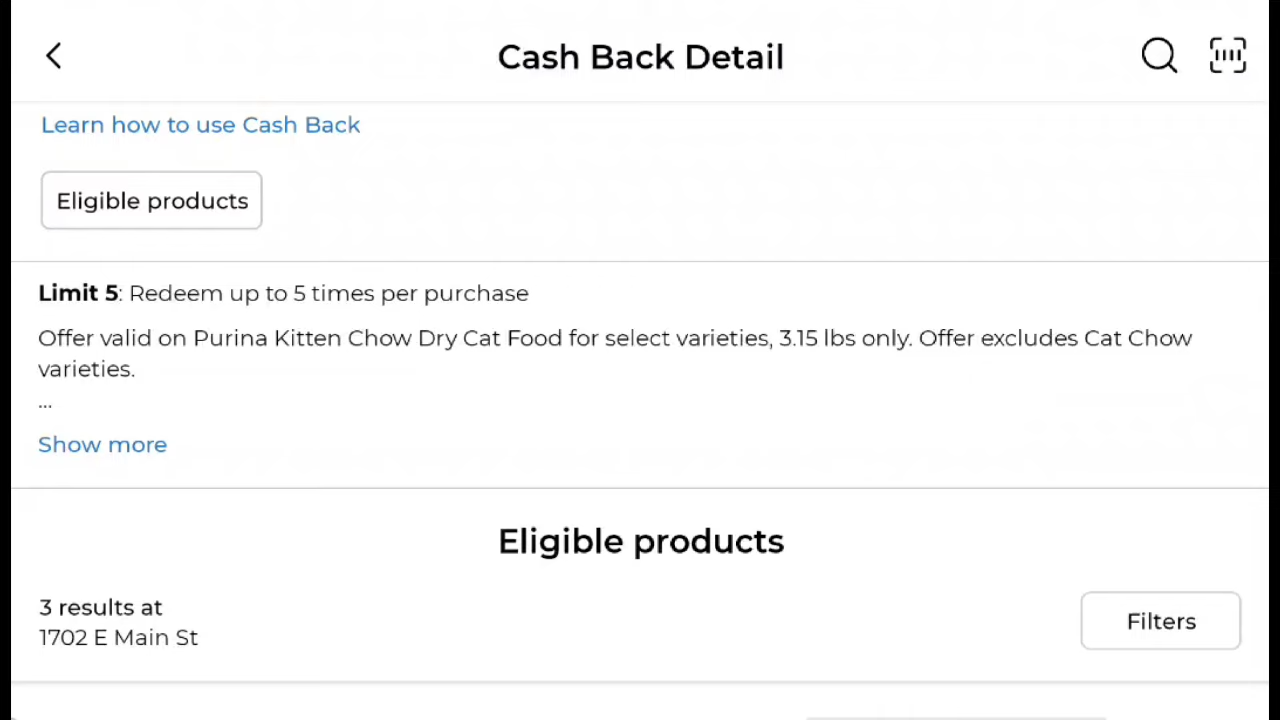 Cash Back Detail
Learn how to use Cash Back
Eligible products
Limit 5: Redeem up to 5 times per purchase
Offer valid on Purina Kitten Chow Dry Cat Food for select varieties, 3.15 lbs only. Offer excludes Cat Chow
varieties.
...
Show more
Eligible products
3 results at
1702 E Main St
Filters